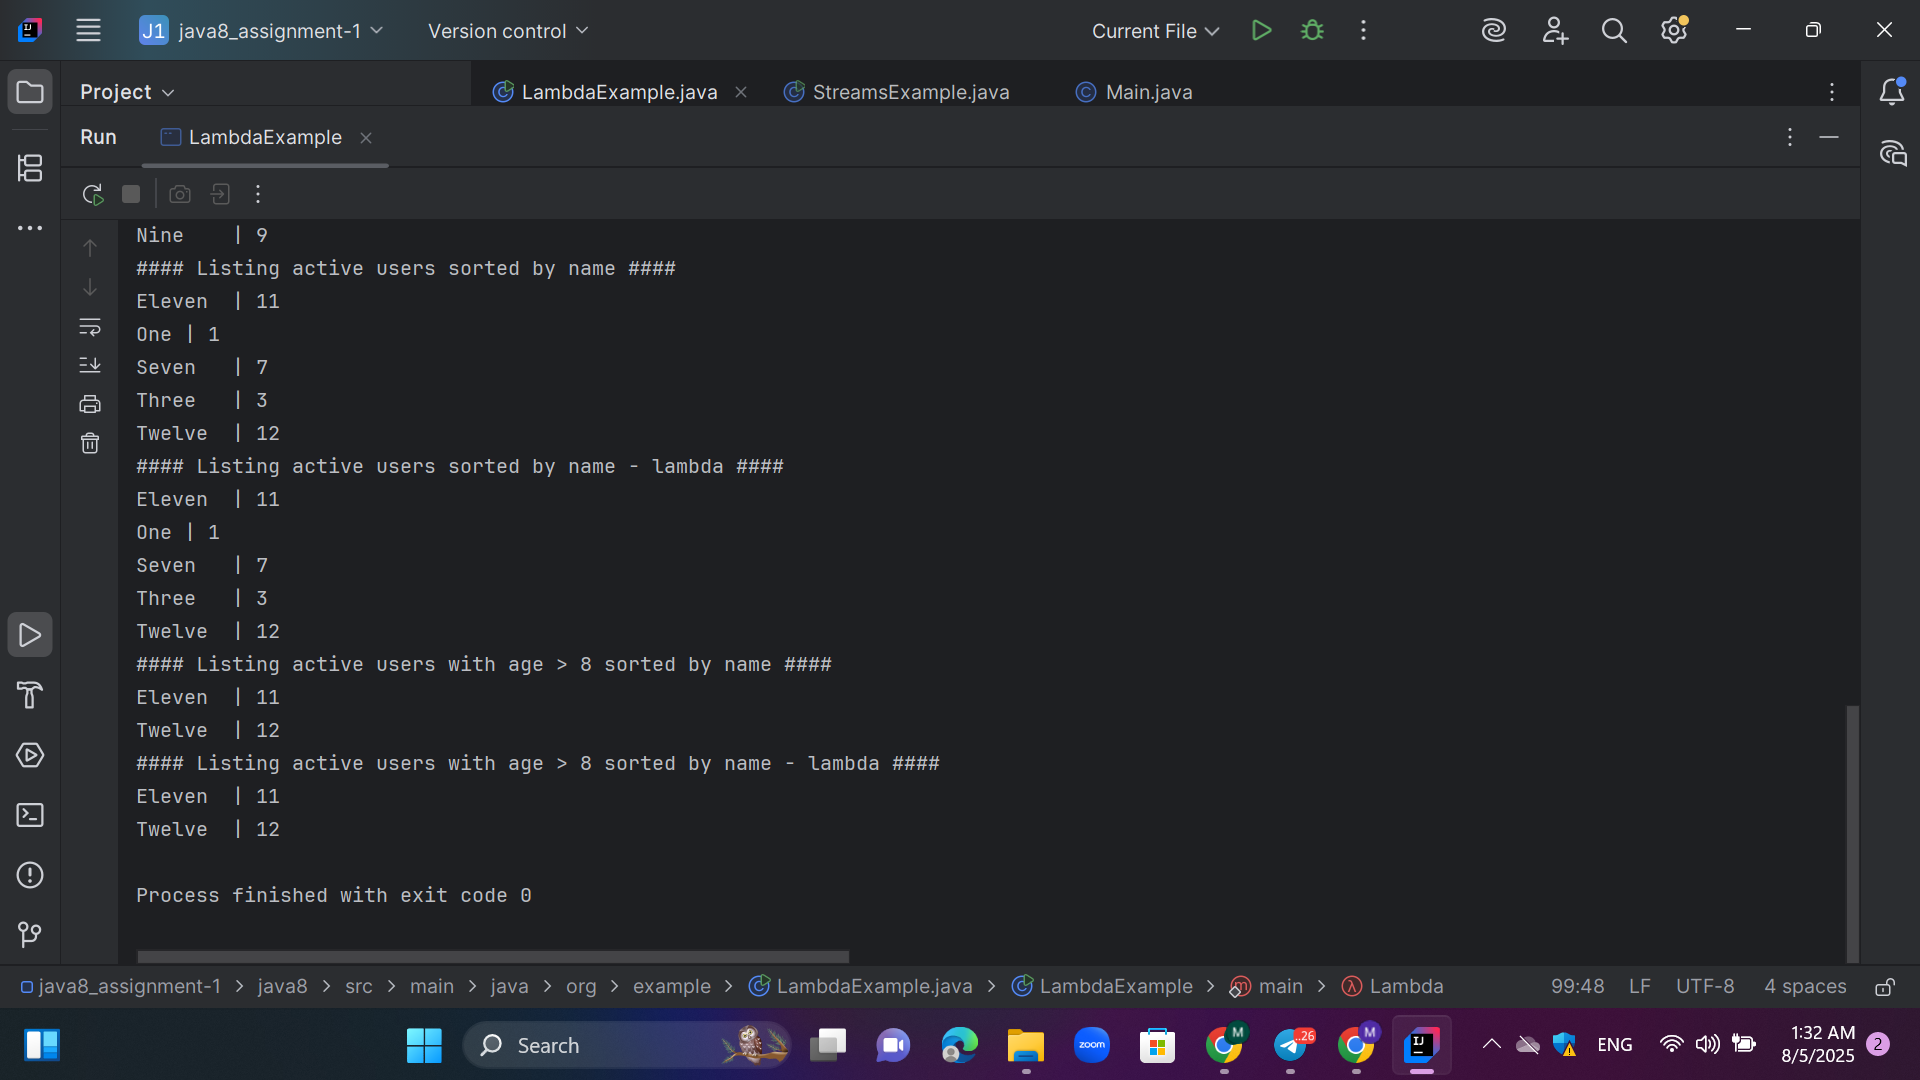 J1 java8_assignment-1 Version control Current File
Project LambdaExample.java StreamsExample.java Main.java
Run LambdaExample
Nine    | 9
#### Listing active users sorted by name ####
Eleven  | 11
One | 1
Seven   | 7
Three   | 3
Twelve  | 12
#### Listing active users sorted by name - lambda ####
Eleven  | 11
One | 1
Seven   | 7
Three   | 3
Twelve  | 12
#### Listing active users with age > 8 sorted by name ####
Eleven  | 11
Twelve  | 12
#### Listing active users with age > 8 sorted by name - lambda ####
Eleven  | 11
Twelve  | 12
Process finished with exit code 0
java8_assignment-1 > java8 > src > main > java > org > example > LambdaExample.java > LambdaExample > main > Lambda 99:48 LF UTF-8 4 spaces
Search zoom M ..26 M IJ ENG 1:32 AM 2
8/5/2025